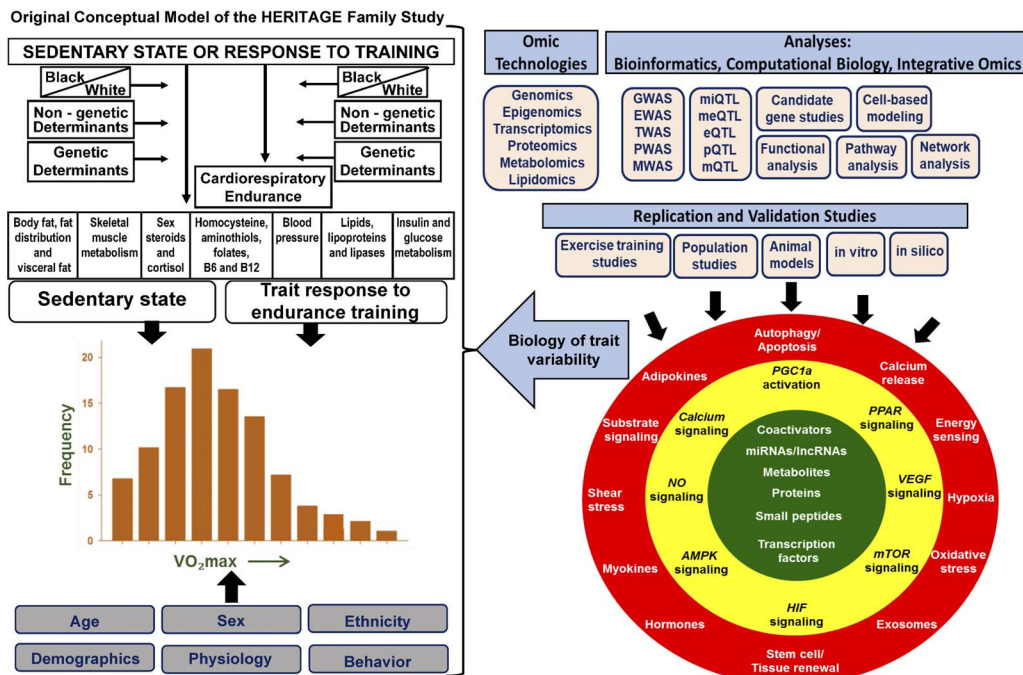 Original Conceptual Model of the HERITAGE Family Study
SEDENTARY STATE OR RESPONSE TO TRAINING
Black
White
Non - genetic
Determinants
Genetic
Determinants
Black
White
Non - genetic
Determinants
Genetic
Determinants
Cardiorespiratory
Endurance
Body fat, fat
distribution
and
visceral fat
Skeletal
muscle
metabolism
Sex
steroids
and
cortisol
Homocysteine,
aminothiols,
folates,
B6 and B12
Blood
pressure
Lipids,
lipoproteins
and lipases
Insulin and
glucose
metabolism
Sedentary state
Trait response to
endurance training
Frequency
20
15
10
5
0
VO₂max
Age
Sex
Ethnicity
Demographics
Physiology
Behavior
Omic
Technologies
Genomics
Epigenomics
Transcriptomics
Proteomics
Metabolomics
Lipidomics
Analyses:
Bioinformatics, Computational Biology, Integrative Omics
GWAS
EWAS
TWAS
PWAS
MWAS
miQTL
meQTL
eQTL
pQTL
mQTL
Candidate
gene studies
Cell-based
modeling
Functional
analysis
Pathway
analysis
Network
analysis
Replication and Validation Studies
Exercise training
studies
Population
studies
Animal
models
in vitro
in silico
Biology of trait
variability
Autophagy/
Apoptosis
Calcium
release
Energy
sensing
Hypoxia
Oxidative
stress
Exosomes
Stem cell/
Tissue renewal
Hormones
Myokines
Shear
stress
Substrate
signaling
Adipokines
PGC1a
activation
PPAR
signaling
VEGF
signaling
mTOR
signaling
HIF
signaling
AMPK
signaling
NO
signaling
Calcium
signaling
Coactivators
miRNAs/lncRNAs
Metabolites
Proteins
Small peptides
Transcription
factors